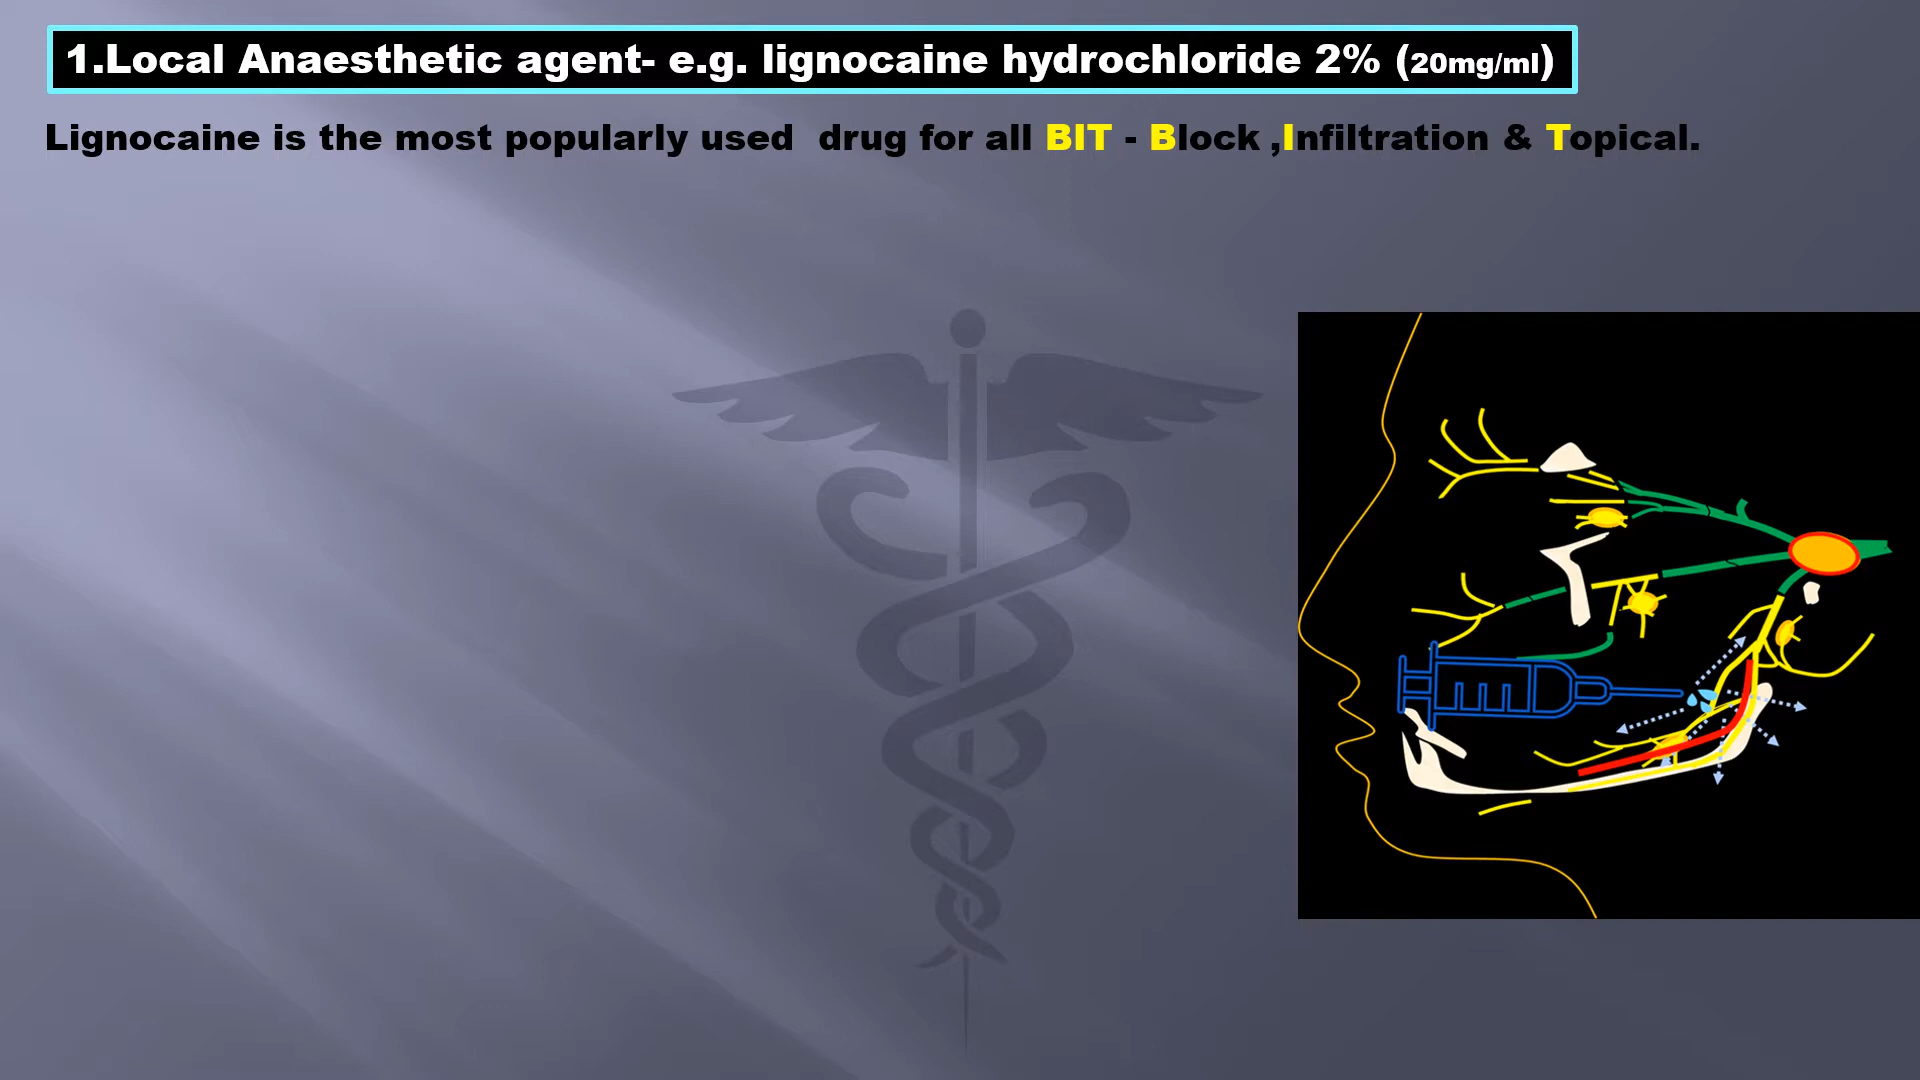 1.Local Anaesthetic agent- e.g. lignocaine hydrochloride 2% (20mg/ml)
Lignocaine is the most popularly used  drug for all BIT - Block ,Infiltration & Topical.